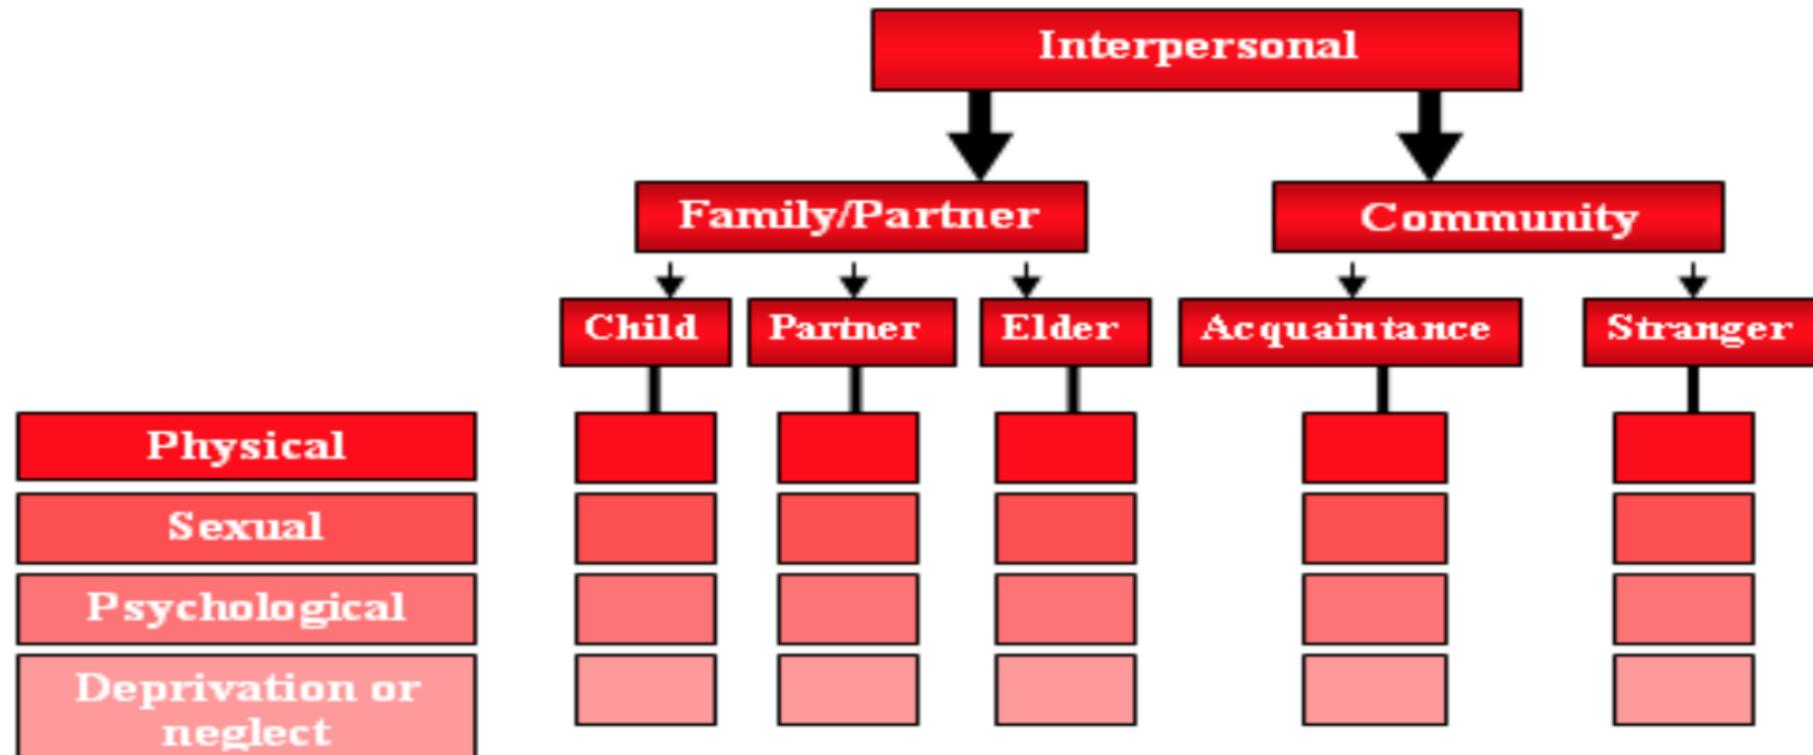 Interpersonal
Family/Partner
Community
Child
Partner
Elder
Acquaintance
Stranger
Physical
Sexual
Psychological
Deprivation or
neglect